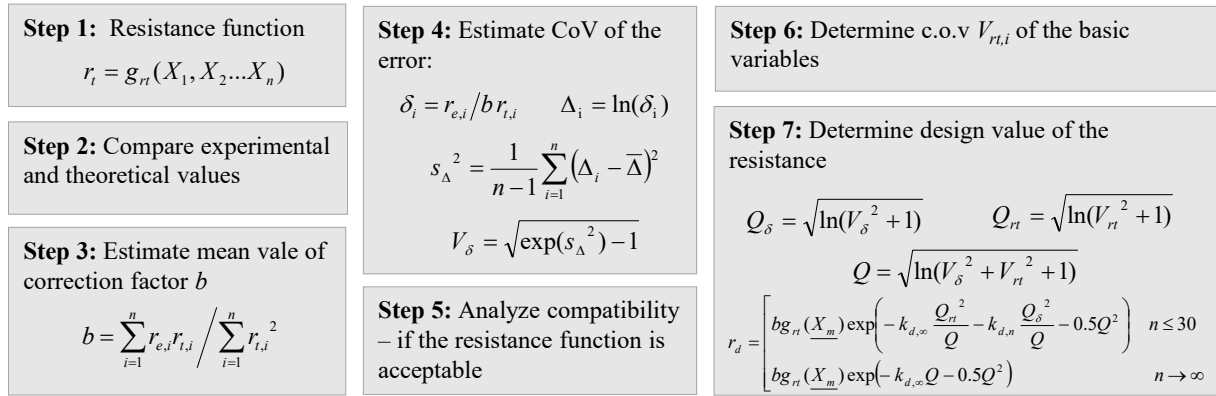 Step 1: Resistance function
r_t = g_rt(X_1, X_2...X_n)
Step 2: Compare experimental
and theoretical values
Step 3: Estimate mean vale of
correction factor b
b = ∑_{i=1}^{n} r_{e,i} r_{t,i} / ∑_{i=1}^{n} r_{t,i}^2
Step 4: Estimate CoV of the
error:
δ_i = r_{e,i}/b r_{t,i} Δ_i = ln(δ_i)
s_Δ^2 = 1/(n−1) ∑_{i=1}^{n} (Δ_i − Δ̅)^2
V_δ = √(exp(s_Δ^2) − 1)
Step 5: Analyze compatibility
– if the resistance function is
acceptable
Step 6: Determine c.o.v V_{rt,i} of the basic
variables
Step 7: Determine design value of the
resistance
Q_δ = √(ln(V_δ^2 + 1)) Q_rt = √(ln(V_rt^2 + 1))
Q = √(ln(V_δ^2 + V_rt^2 + 1))
r_d = [ b g_rt(X_m) exp(− k_{d,∞} Q_rt^2/Q − k_{d,n} Q_δ^2/Q − 0.5Q^2) n ≤ 30
b g_rt(X_m) exp(− k_{d,∞} Q − 0.5Q^2) n → ∞